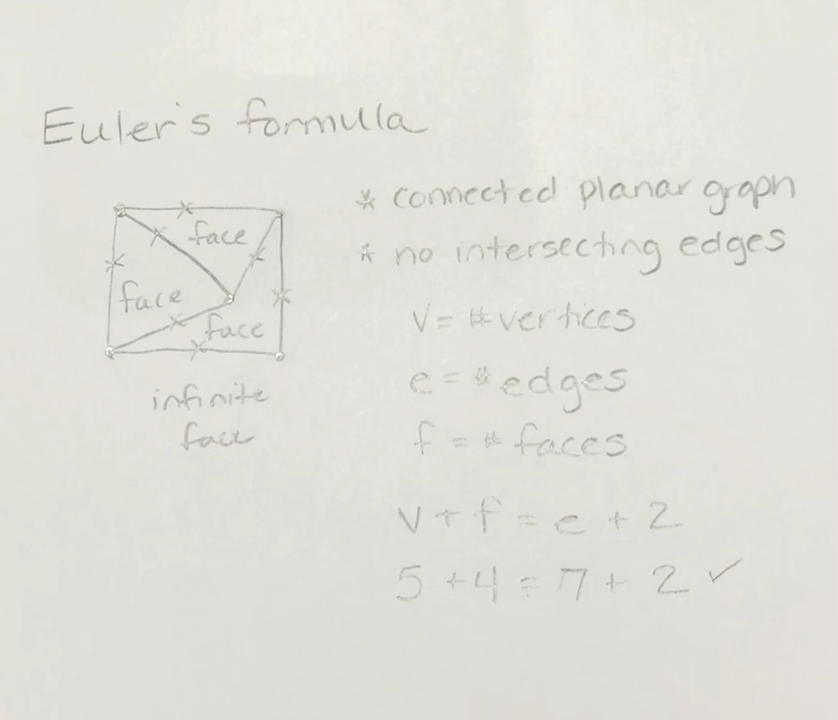 Euler's formula
* connected planar graph
* no intersecting edges
face
face
face
infinite
face
V = # vertices
e = # edges
f = # faces
V + f = e + 2
5 + 4 = 7 + 2 ✓